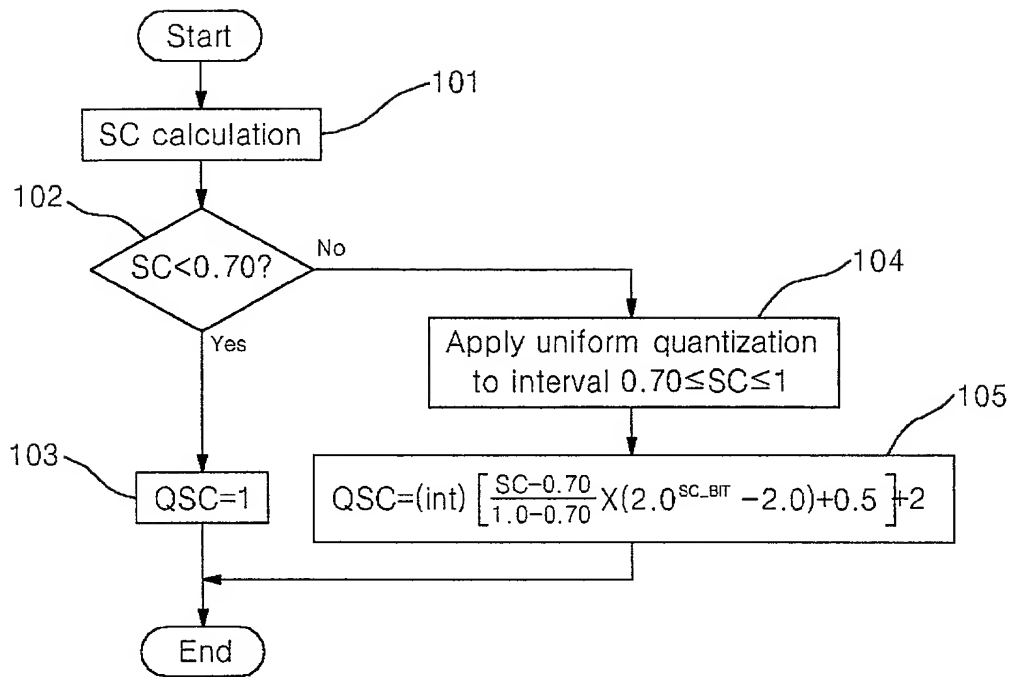 Start
101
SC calculation
102
SC<0.70?
No
Yes
104
Apply uniform quantization
to interval 0.70≤SC≤1
105
103
QSC=1
QSC=(int) [SC-0.70/1.0-0.70 X(2.0^SC_BIT -2.0)+0.5]+2
End